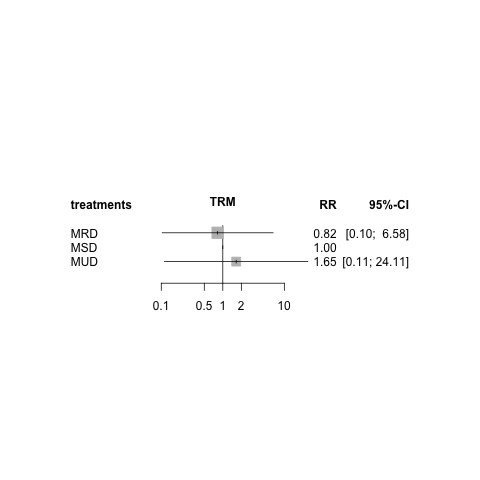 treatments TRM RR 95%-CI
MRD 0.82 [0.10; 6.58]
MSD 1.00
MUD 1.65 [0.11; 24.11]
0.1 0.5 1 2 10